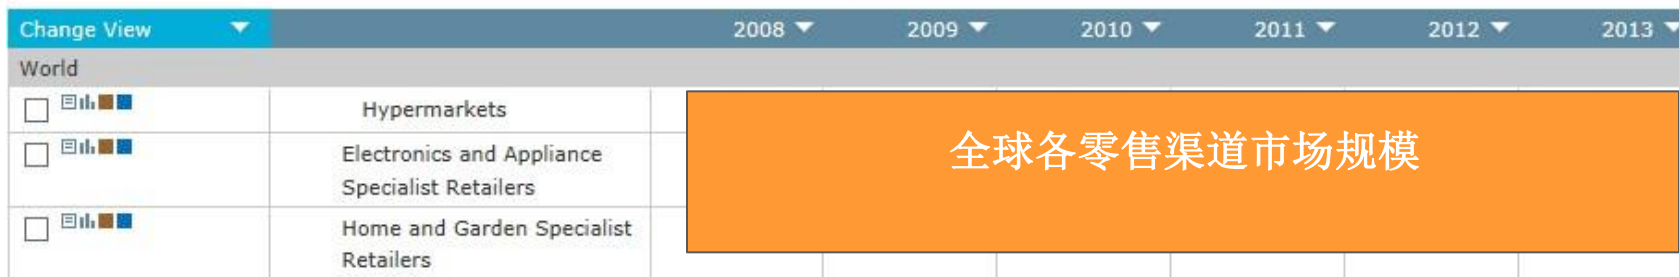 Change View 2008 2009 2010 2011 2012 2013
World
Hypermarkets
全球各零售渠道市场规模
Electronics and Appliance
Specialist Retailers
Home and Garden Specialist
Retailers